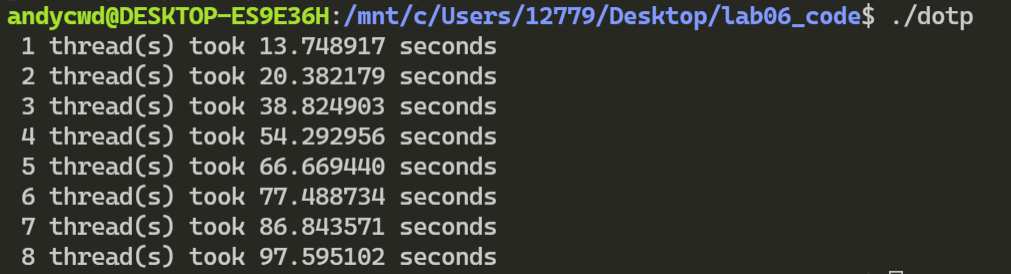 andycwd@DESKTOP-ES9E36H:/mnt/c/Users/12779/Desktop/lab06_code$ ./dotp
1 thread(s) took 13.748917 seconds
2 thread(s) took 20.382179 seconds
3 thread(s) took 38.824903 seconds
4 thread(s) took 54.292956 seconds
5 thread(s) took 66.669440 seconds
6 thread(s) took 77.488734 seconds
7 thread(s) took 86.843571 seconds
8 thread(s) took 97.595102 seconds